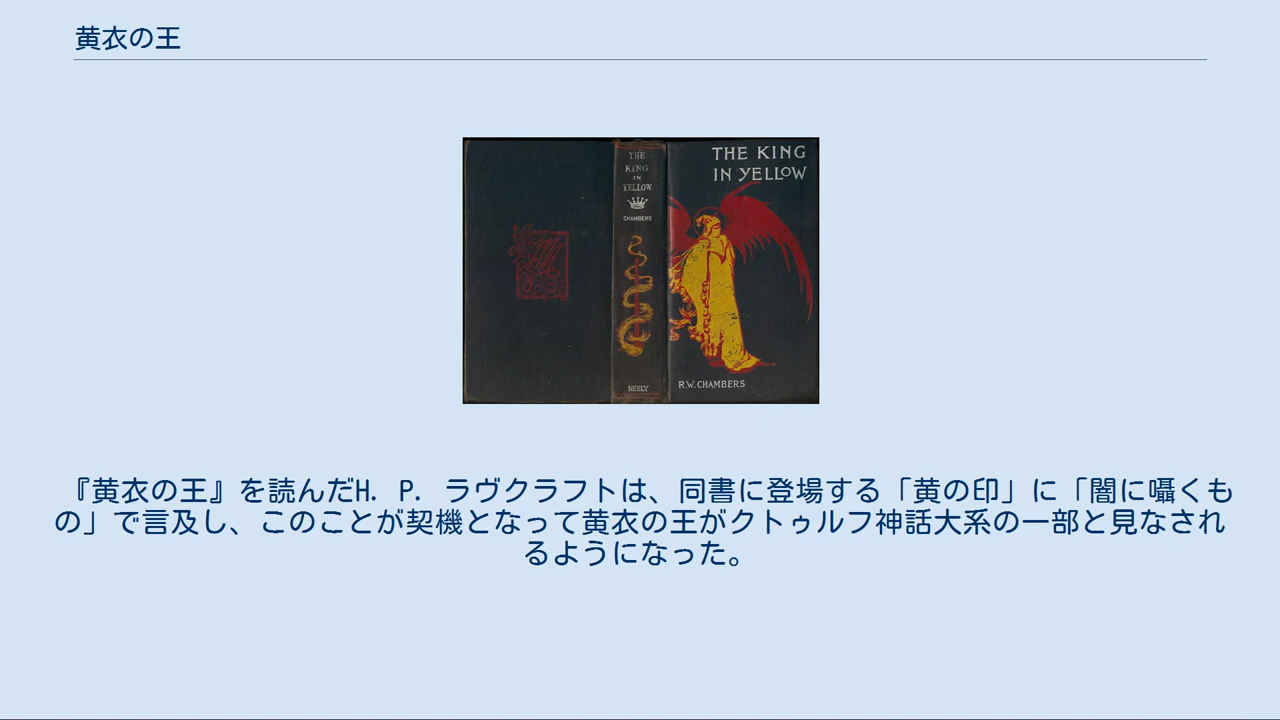 黄衣の王
THE
KING
IN
YELLOW
CHAMBERS
NEELY
THE KING
IN YELLOW
R.W.CHAMBERS
『黄衣の王』を読んだH. P. ラヴクラフトは、同書に登場する「黄の印」に「闇に囁くも
の」で言及し、このことが契機となって黄衣の王がクトゥルフ神話大系の一部と見なされ
るようになった。